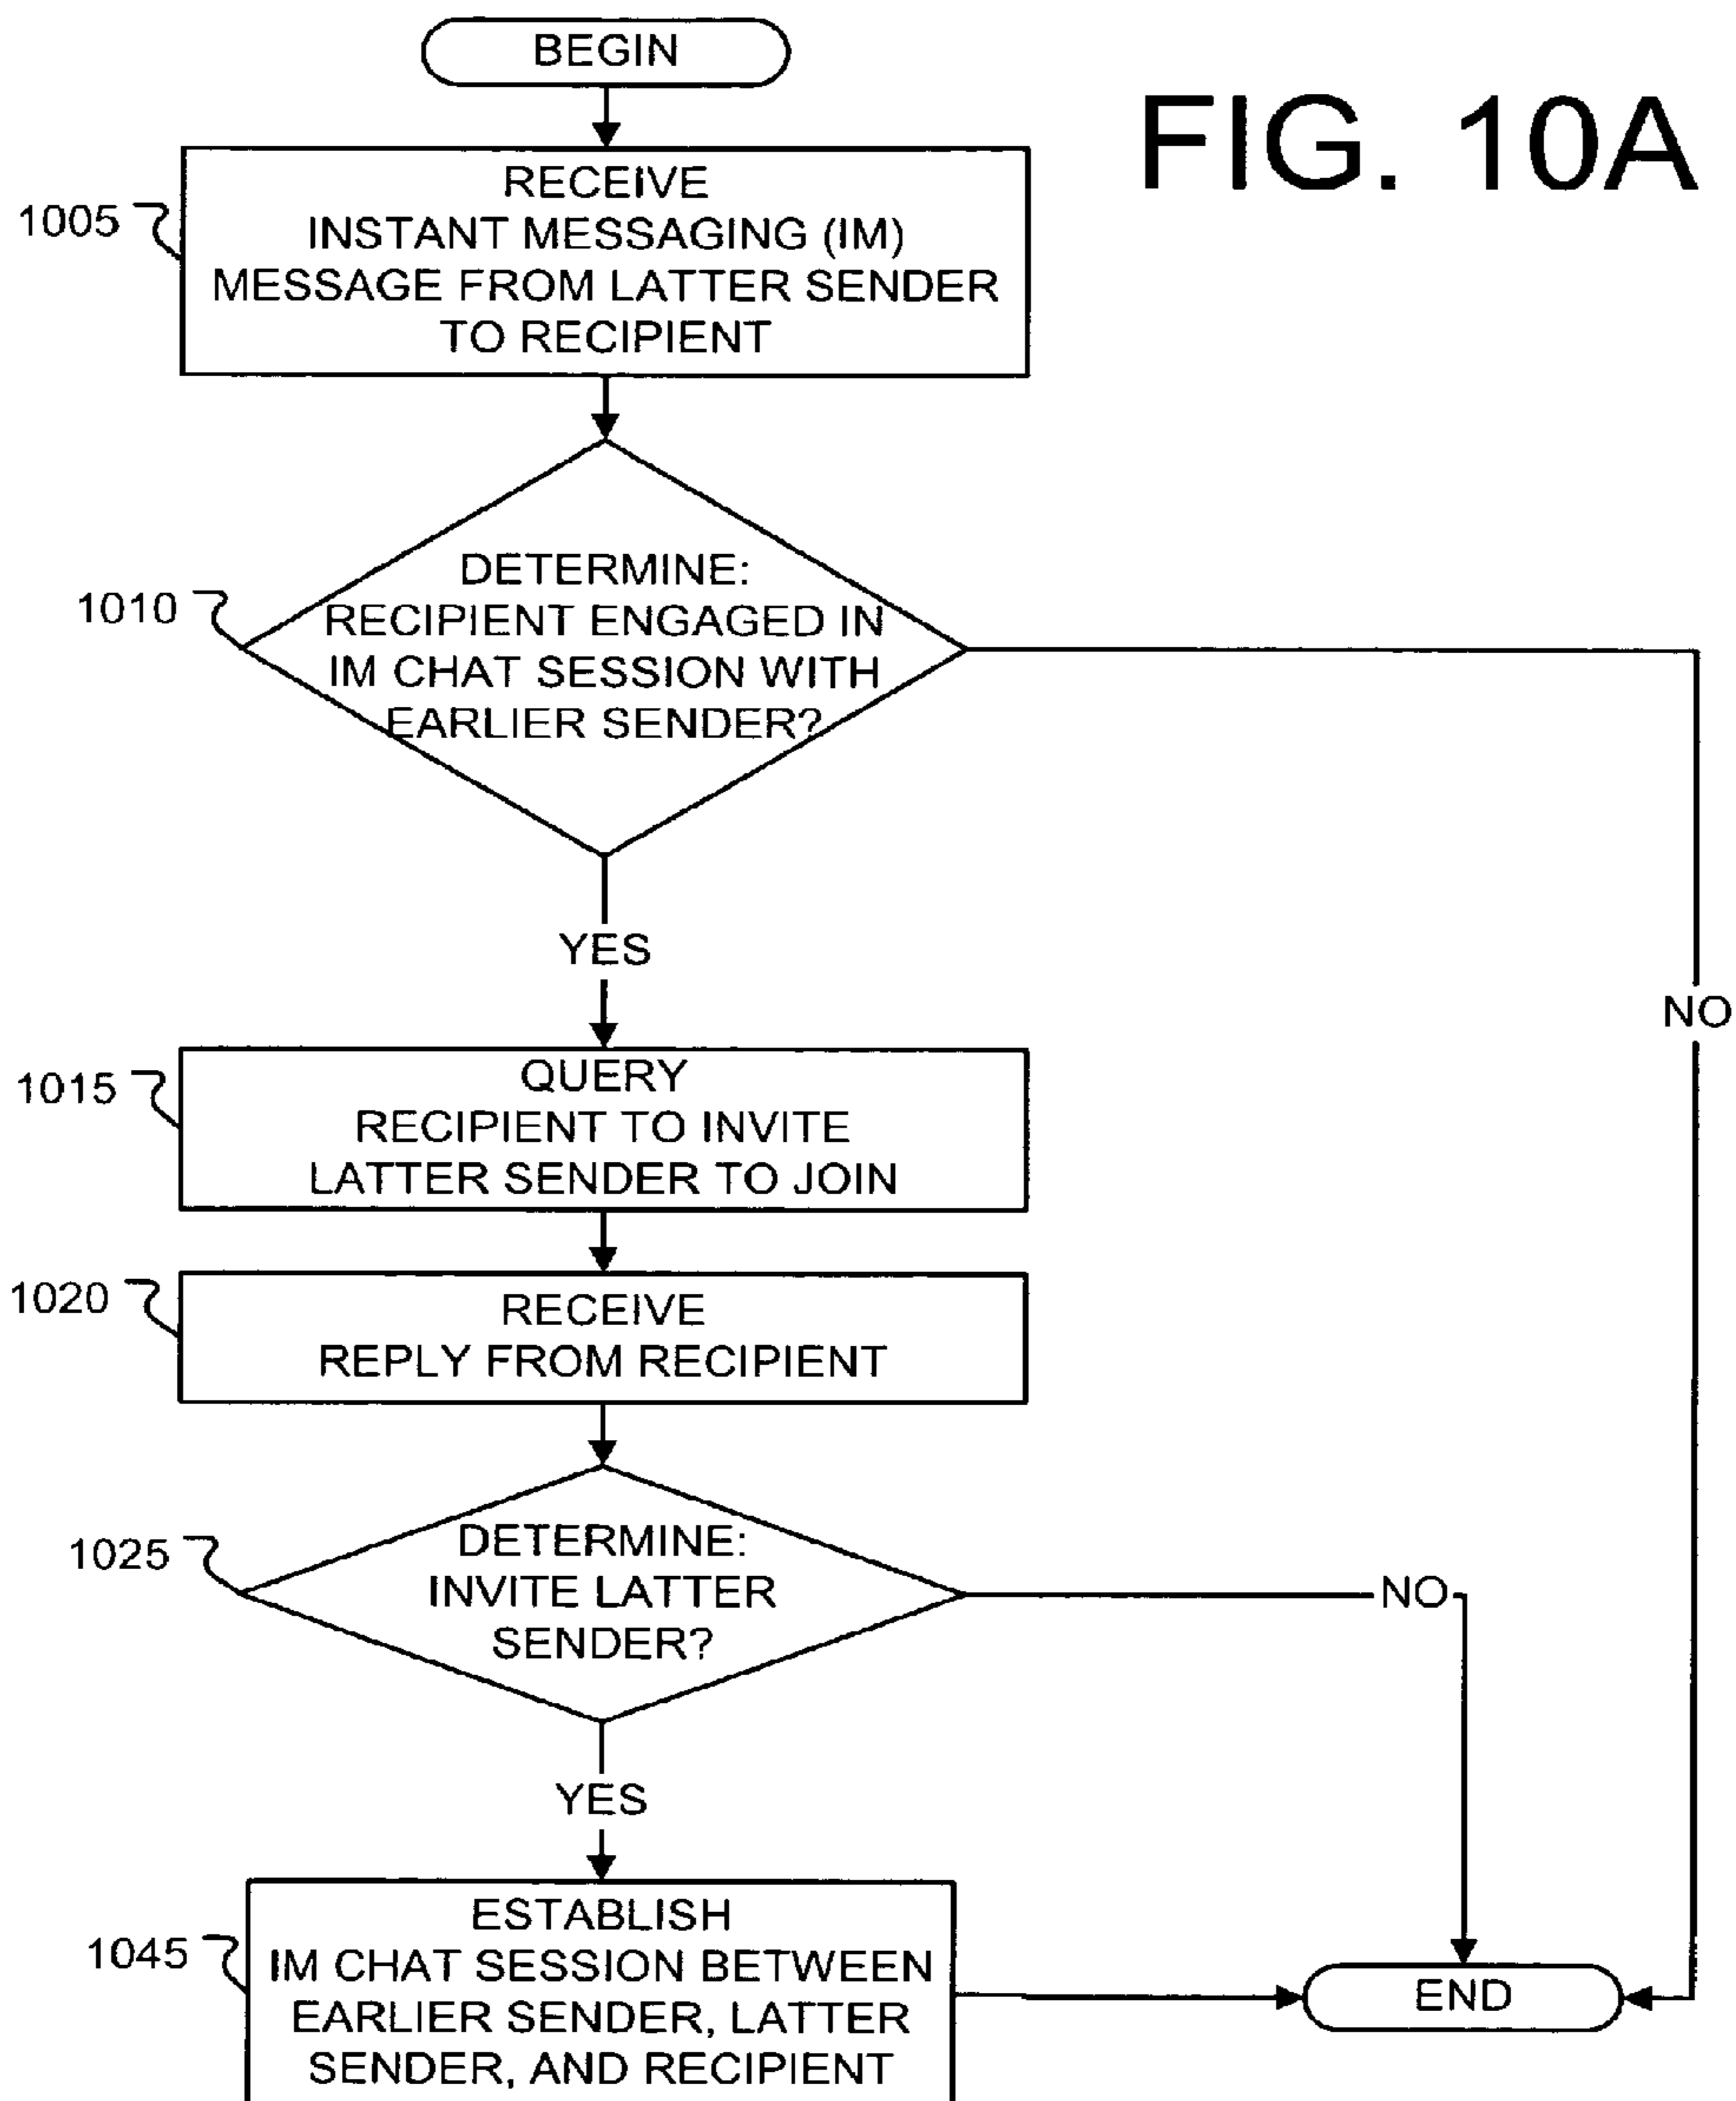 BEGIN
FIG. 10A
1005
RECEIVE
INSTANT MESSAGING (IM)
MESSAGE FROM LATTER SENDER
TO RECIPIENT
1010
DETERMINE:
RECIPIENT ENGAGED IN
IM CHAT SESSION WITH
EARLIER SENDER?
YES
NO
1015
QUERY
RECIPIENT TO INVITE
LATTER SENDER TO JOIN
1020
RECEIVE
REPLY FROM RECIPIENT
1025
DETERMINE:
INVITE LATTER
SENDER?
NO
YES
1045
ESTABLISH
IM CHAT SESSION BETWEEN
EARLIER SENDER, LATTER
SENDER, AND RECIPIENT
END